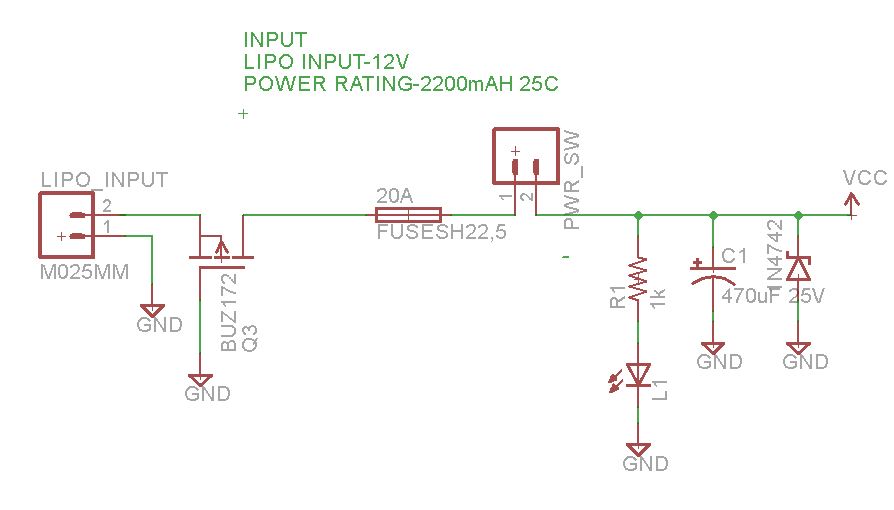 INPUT
LIPO INPUT-12V
POWER RATING-2200mAH 25C
LIPO_INPUT
2
1
M025MM
GND
BUZ172
Q3
GND
20A
FUSESH22,5
1
2
PWR_SW
VCC
R1
1k
L1
GND
C1
470uF 25V
GND
1N4742
GND